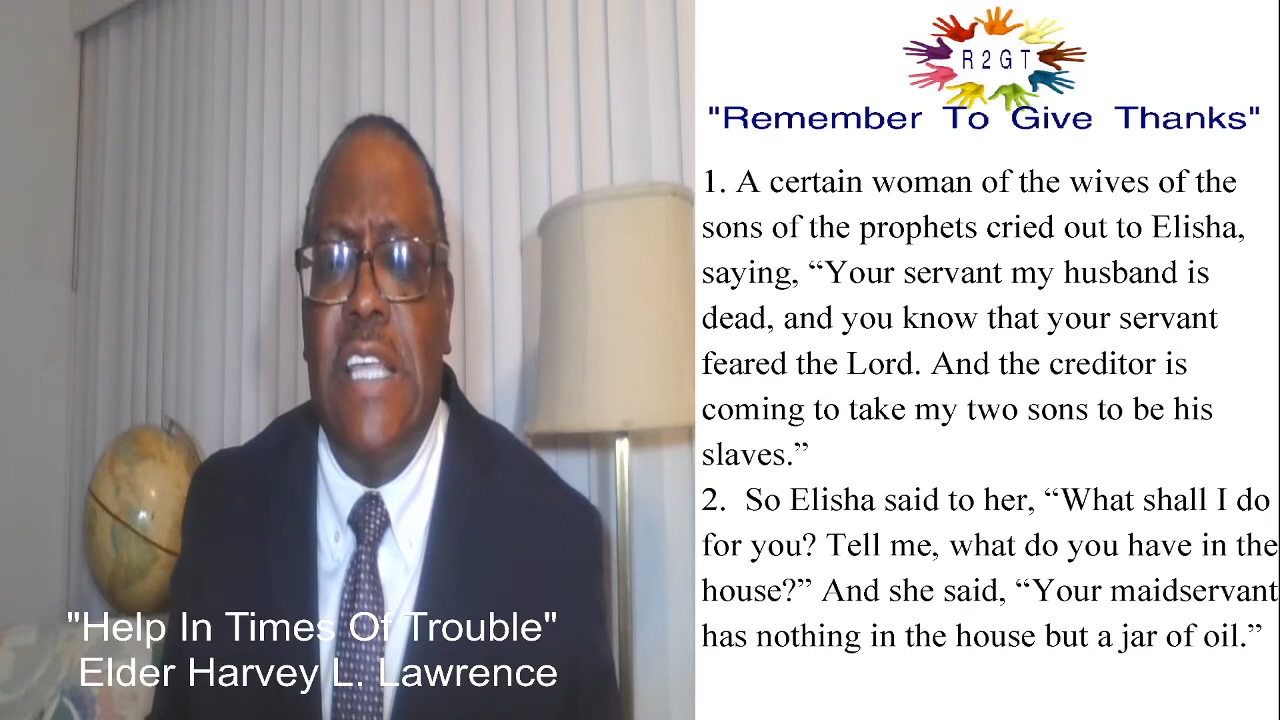 R2GT
"Remember To Give Thanks"
1. A certain woman of the wives of the
sons of the prophets cried out to Elisha,
saying, “Your servant my husband is
dead, and you know that your servant
feared the Lord. And the creditor is
coming to take my two sons to be his
slaves.”
2.  So Elisha said to her, “What shall I do
for you? Tell me, what do you have in the
house?” And she said, “Your maidservant
has nothing in the house but a jar of oil.”
"Help In Times Of Trouble"
Elder Harvey L. Lawrence